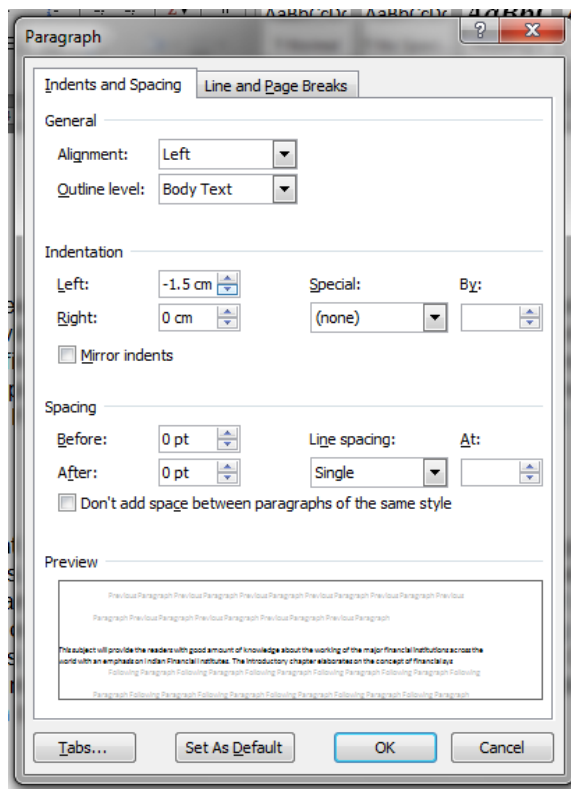 AaBbCcDc AaBbCcDc AaBbC
Paragraph
Indents and Spacing Line and Page Breaks
General
Alignment: Left
Outline level: Body Text
Indentation
Left: -1.5 cm Special: By:
Right: 0 cm (none)
Mirror indents
Spacing
Before: 0 pt Line spacing: At:
After: 0 pt Single
Don't add space between paragraphs of the same style
Preview
Previous Paragraph Previous Paragraph Previous Paragraph Previous Paragraph Previous Paragraph Previous
Paragraph Previous Paragraph Previous Paragraph Previous Paragraph Previous Paragraph
This subject will provide the readers with good amount of knowledge about the working of the major financial institutions across the
world with an emphasis on Indian Financial Institutes. The introductory chapter elaborates on the concept of financial sys
Following Paragraph Following Paragraph Following Paragraph Following Paragraph Following Paragraph Following
Paragraph Following Paragraph Following Paragraph Following Paragraph Following Paragraph
Tabs... Set As Default OK Cancel